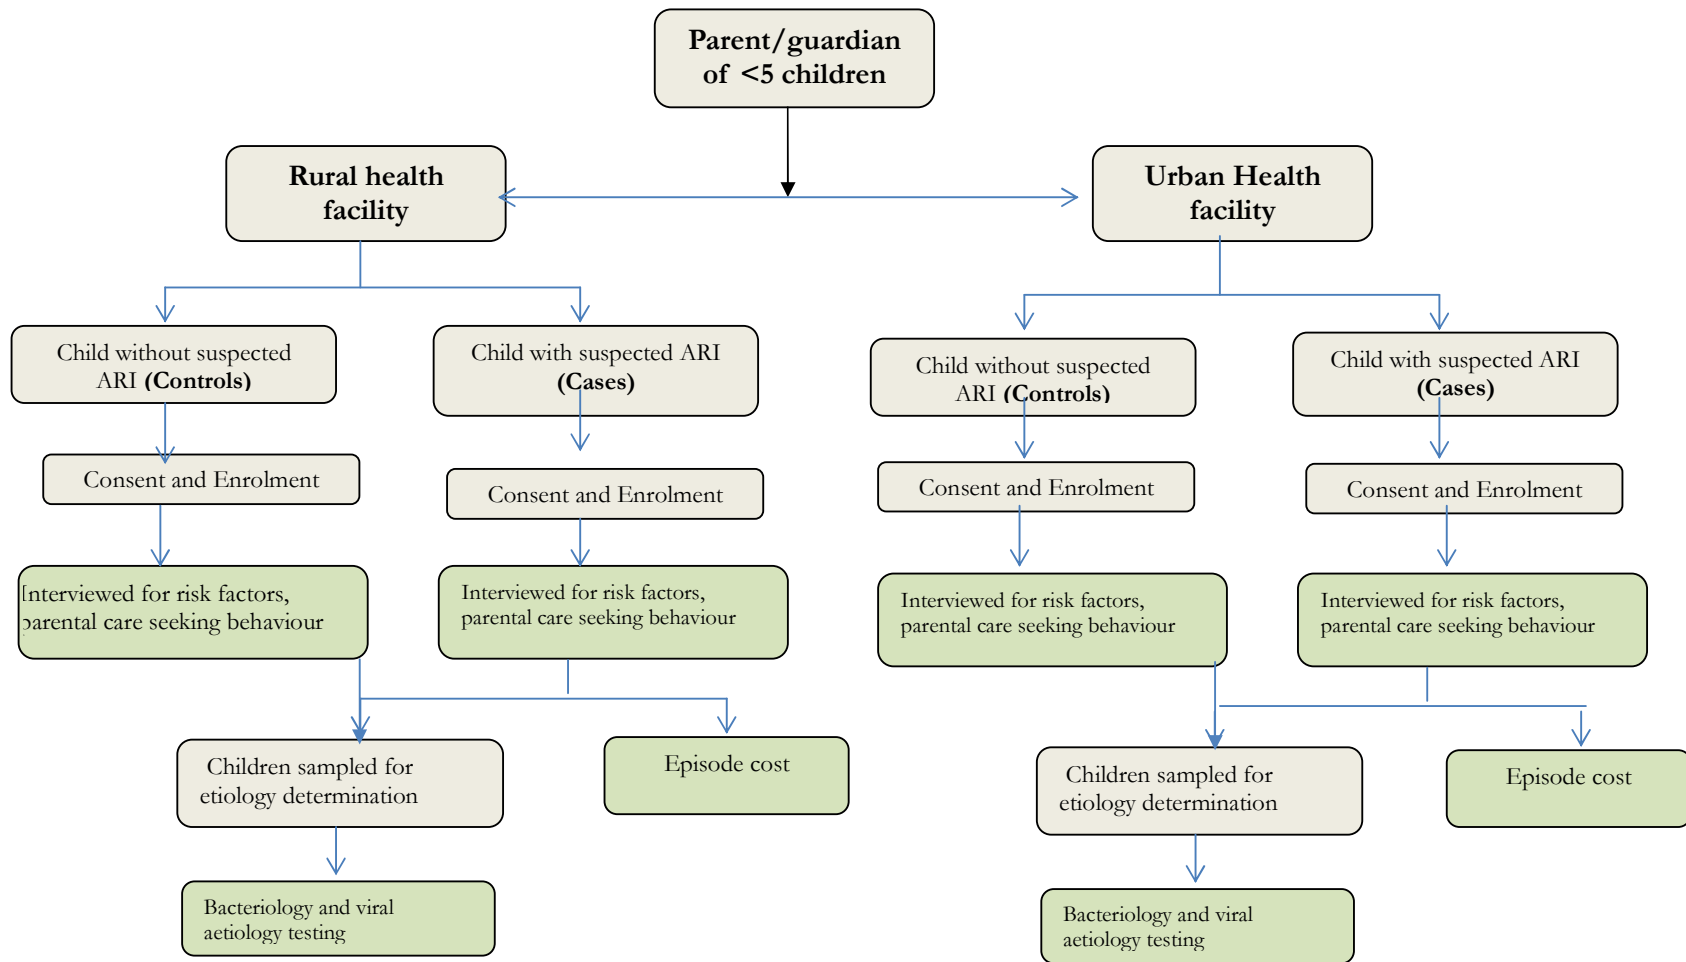 Parent/guardian
of <5 children
Rural health
facility
Urban Health
facility
Child without suspected
ARI (Controls)
Child with suspected ARI
(Cases)
Child without suspected
ARI (Controls)
Child with suspected ARI
(Cases)
Consent and Enrolment
Consent and Enrolment
Consent and Enrolment
Consent and Enrolment
Interviewed for risk factors,
parental care seeking behaviour
Interviewed for risk factors,
parental care seeking behaviour
Interviewed for risk factors,
parental care seeking behaviour
Interviewed for risk factors,
parental care seeking behaviour
Children sampled for
etiology determination
Episode cost
Children sampled for
etiology determination
Episode cost
Bacteriology and viral
aetiology testing
Bacteriology and viral
aetiology testing